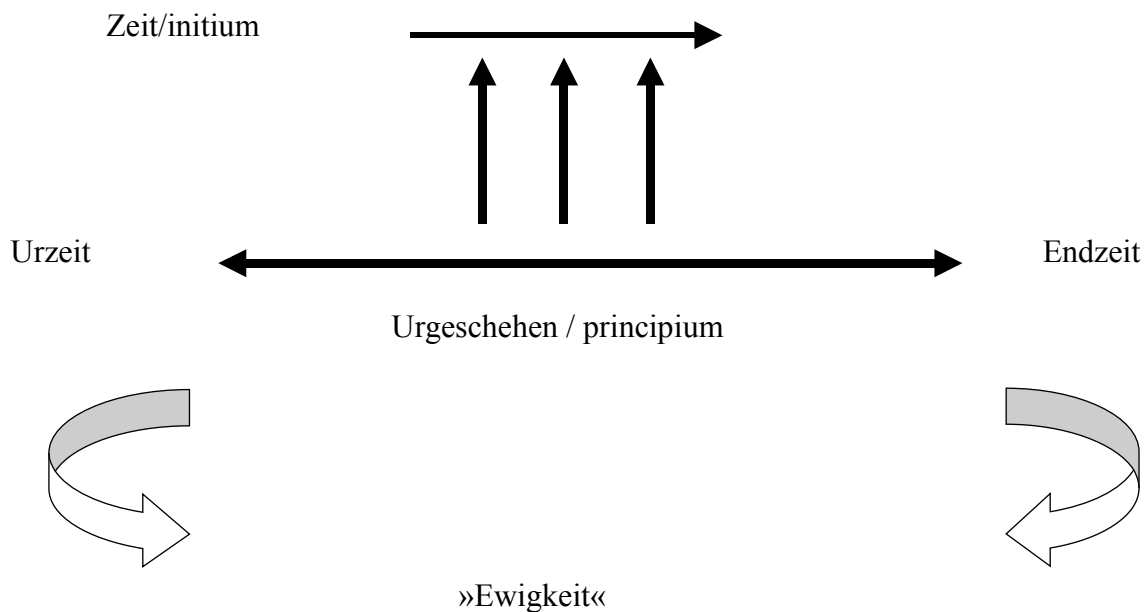 Zeit/initium
Urzeit
Endzeit
Urgeschehen / principium
»Ewigkeit«